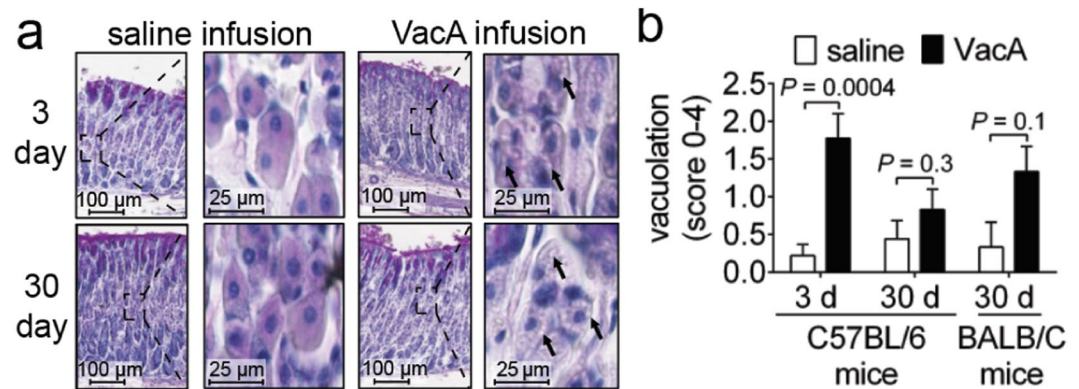 a
saline infusion
VacA infusion
3
day
100 µm
25 µm
100 µm
25 µm
30
day
100 µm
25 µm
100 µm
25 µm
b
saline
VacA
vacuolation
(score 0-4)
2.5
2.0
1.5
1.0
0.5
0.0
P = 0.0004
P = 0.3
P = 0.1
3 d
30 d
30 d
C57BL/6
mice
BALB/C
mice